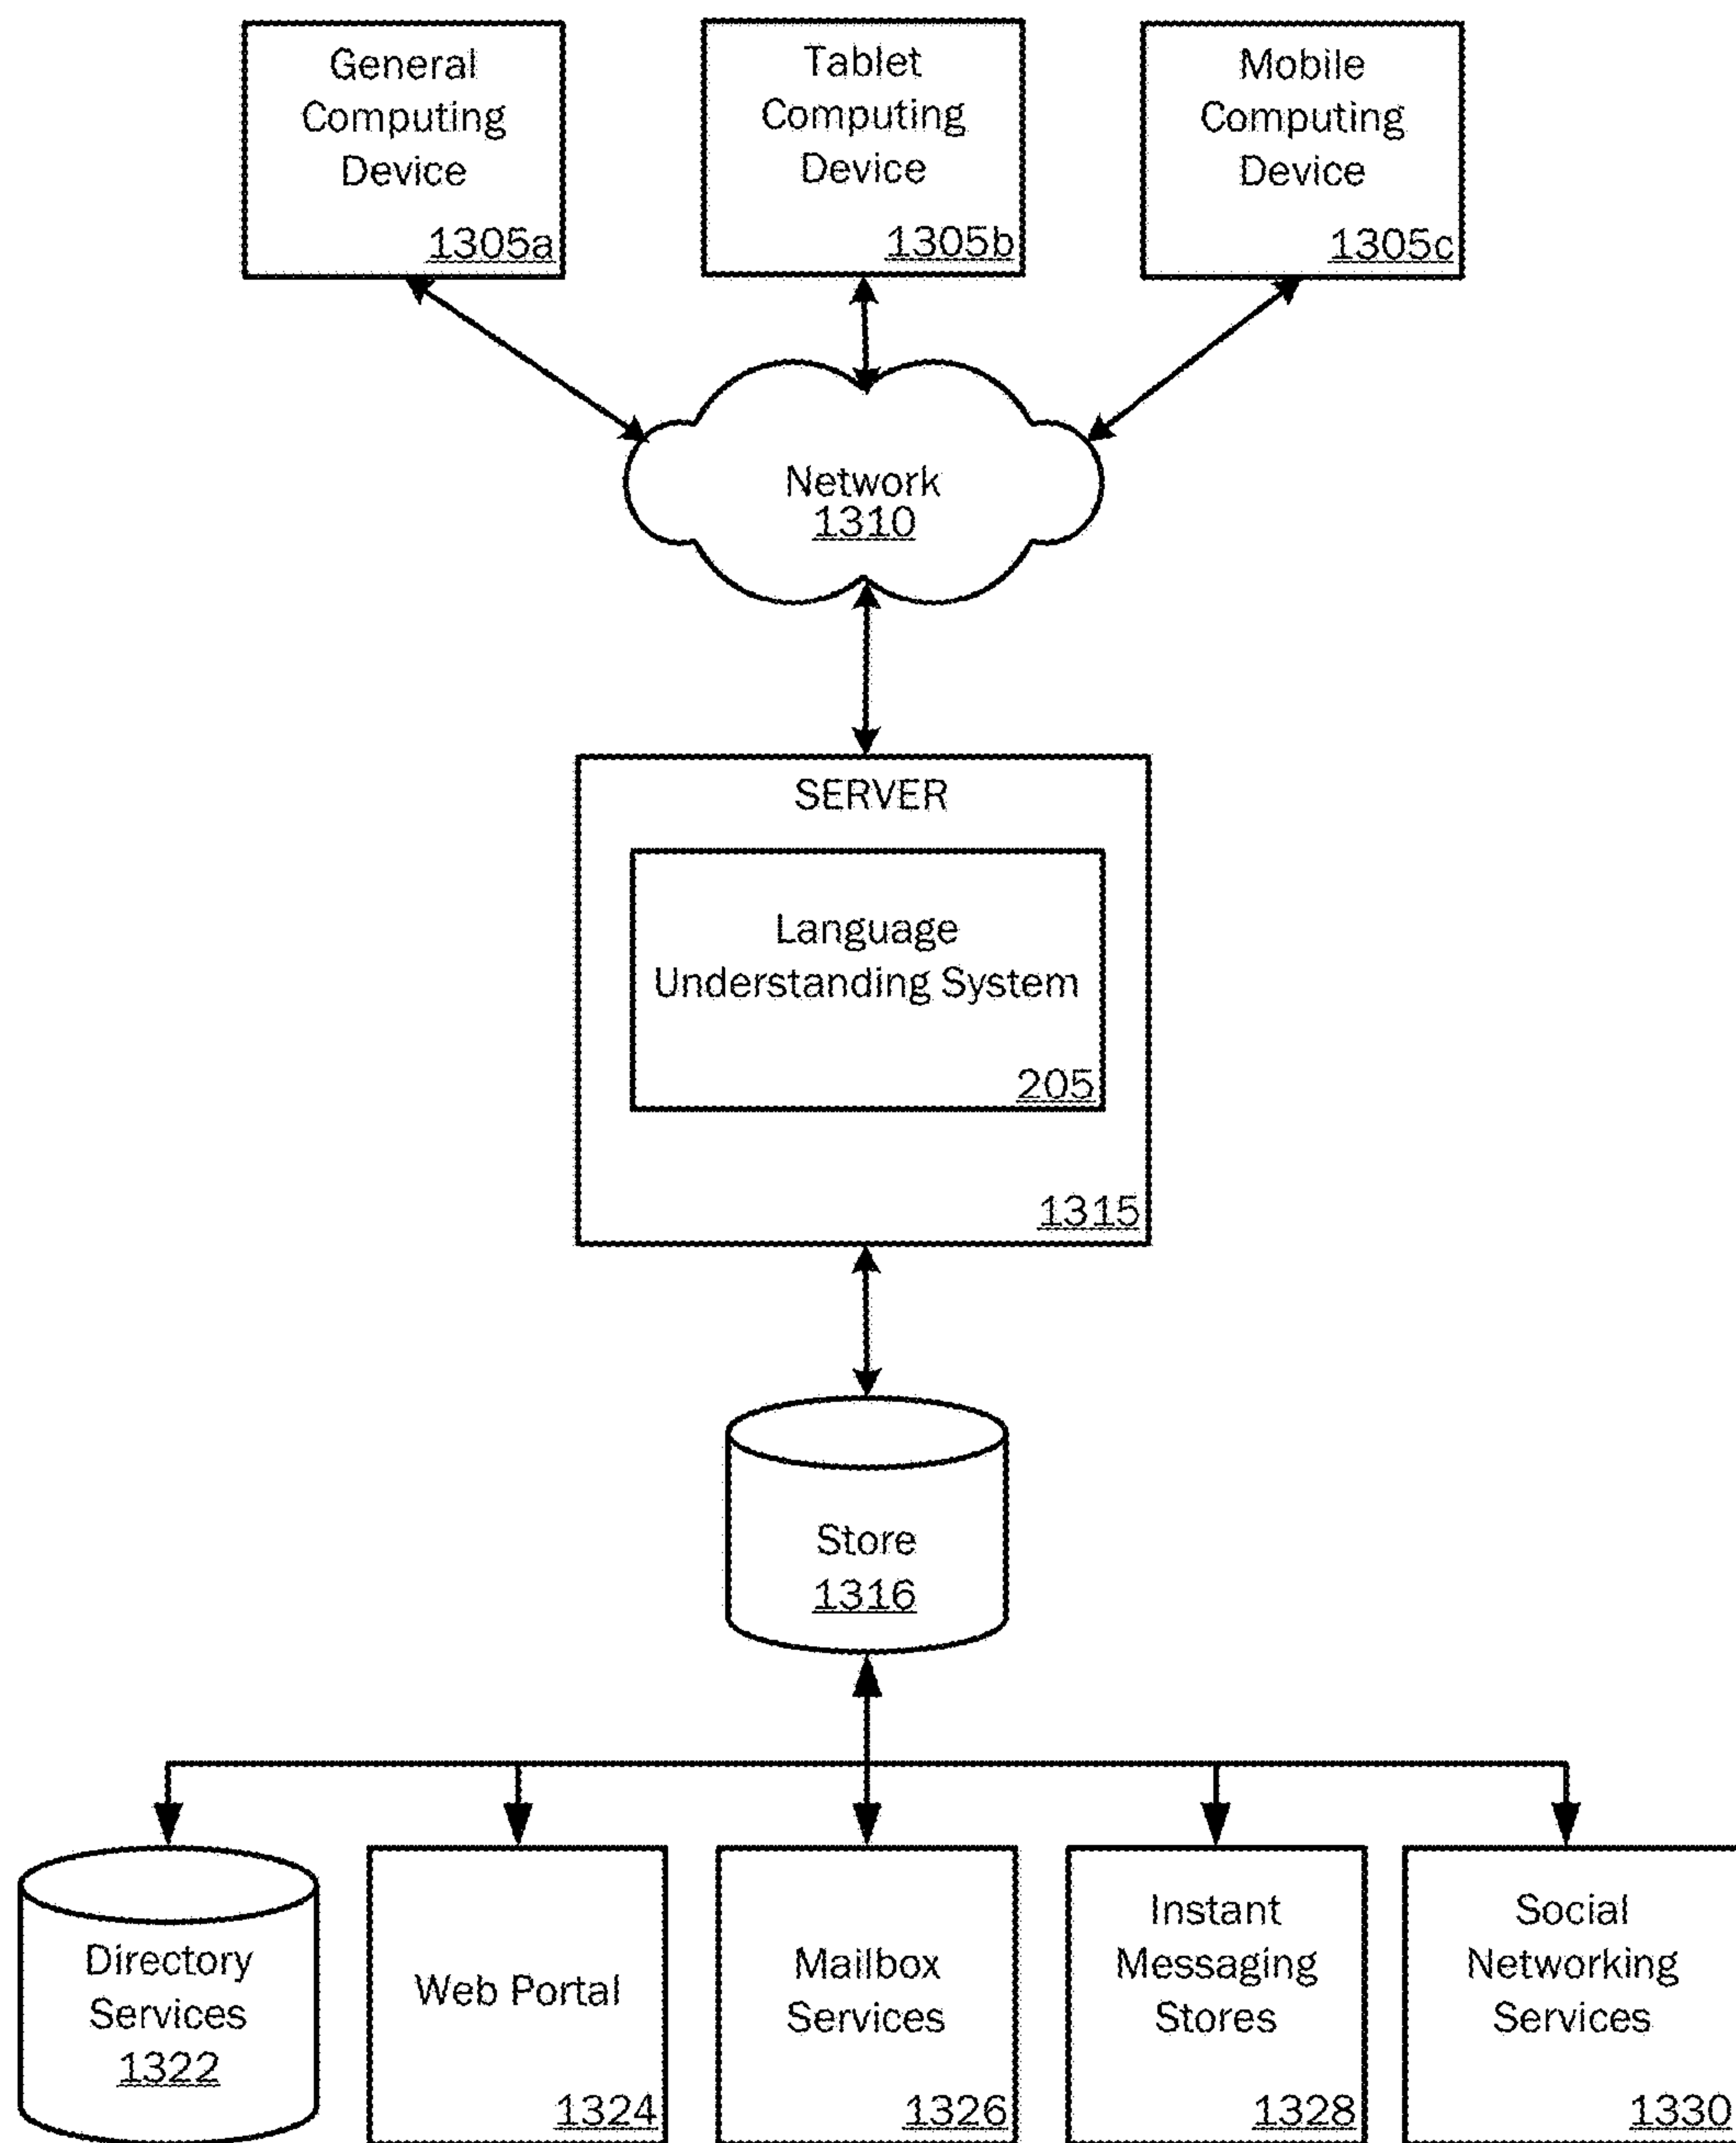 General
Computing
Device
1305a
Tablet
Computing
Device
1305b
Mobile
Computing
Device
1305c
Network
1310
SERVER
Language
Understanding System
205
1315
Store
1316
Directory
Services
1322
Web Portal
1324
Mailbox
Services
1326
Instant
Messaging
Stores
1328
Social
Networking
Services
1330